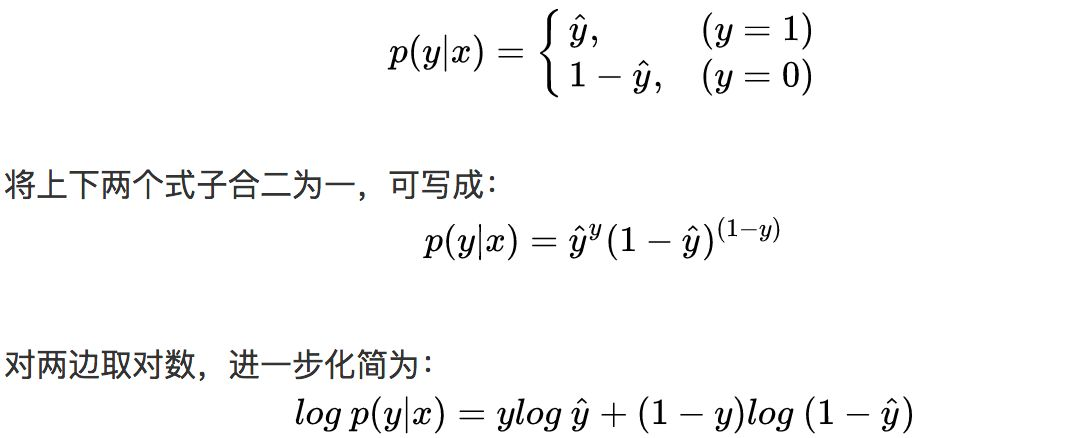 p(y|x) = { ŷ, (y = 1)
1 − ŷ, (y = 0)
将上下两个式子合二为一，可写成：
p(y|x) = ŷ^y(1 − ŷ)^(1−y)
对两边取对数，进一步化简为：
log p(y|x) = ylog ŷ + (1 − y)log (1 − ŷ)